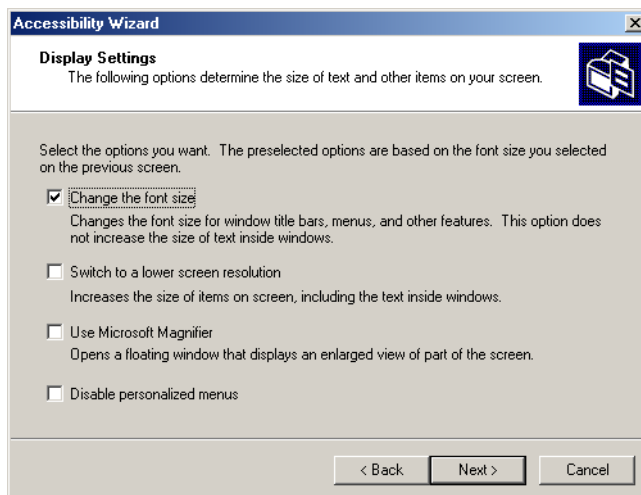 Accessibility Wizard
Display Settings
The following options determine the size of text and other items on your screen.
Select the options you want.  The preselected options are based on the font size you selected
on the previous screen.
Change the font size
Changes the font size for window title bars, menus, and other features.  This option does
not increase the size of text inside windows.
Switch to a lower screen resolution
Increases the size of items on screen, including the text inside windows.
Use Microsoft Magnifier
Opens a floating window that displays an enlarged view of part of the screen.
Disable personalized menus
< Back
Next >
Cancel